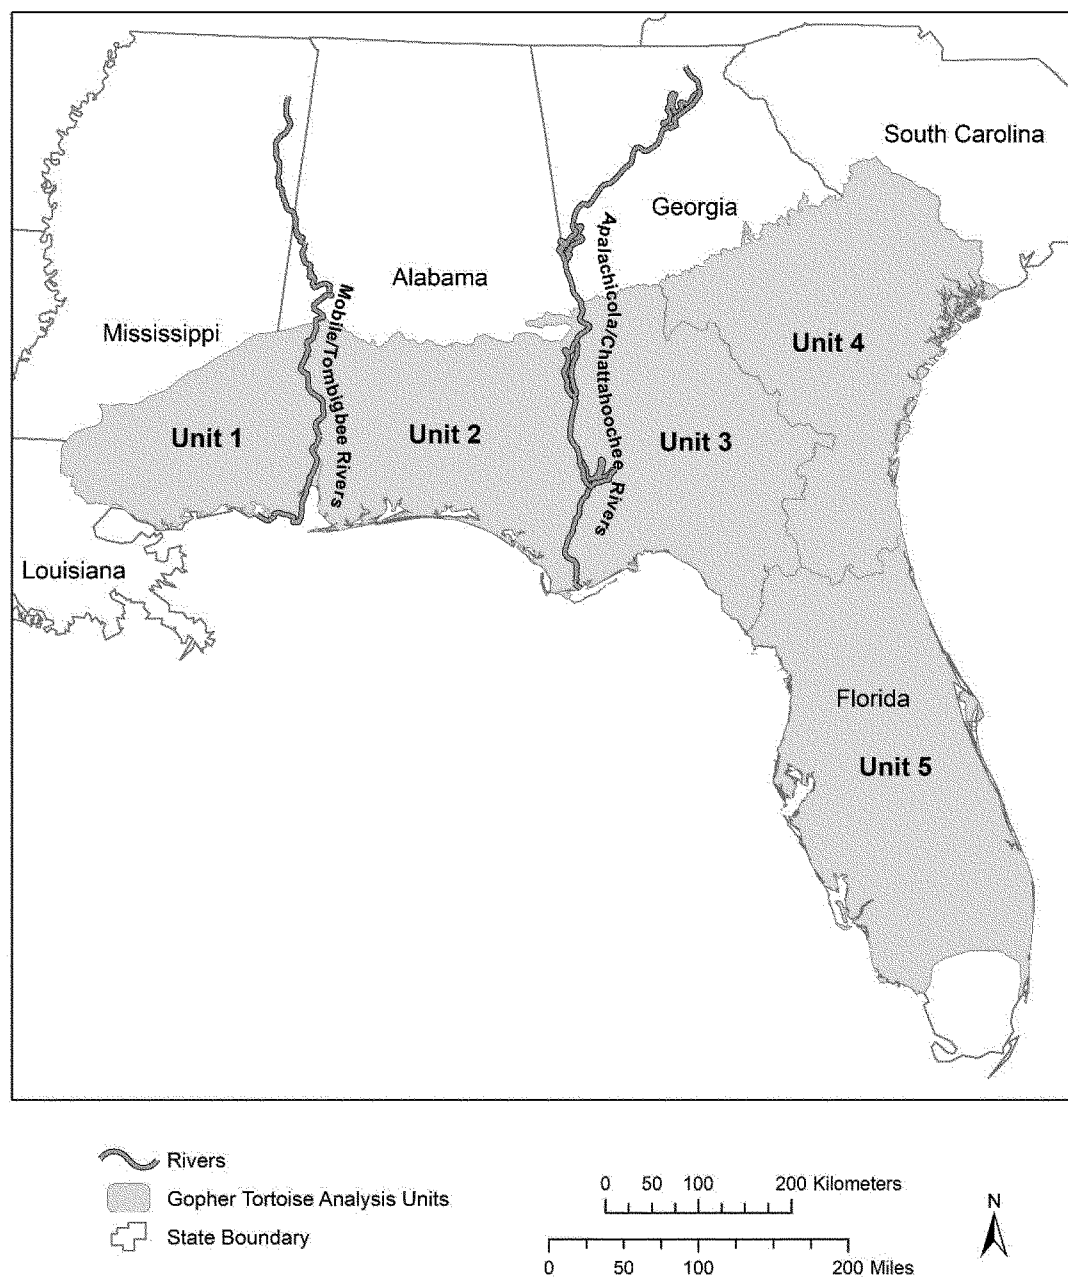 South Carolina
Georgia
Alabama
Mississippi
Unit 4
Mobile/Tombigbee Rivers
Apalachicola/Chattahoochee Rivers
Unit 1
Unit 2
Unit 3
Louisiana
Florida
Unit 5
Rivers
Gopher Tortoise Analysis Units
State Boundary
0 50 100 200 Kilometers
0 50 100 200 Miles
N